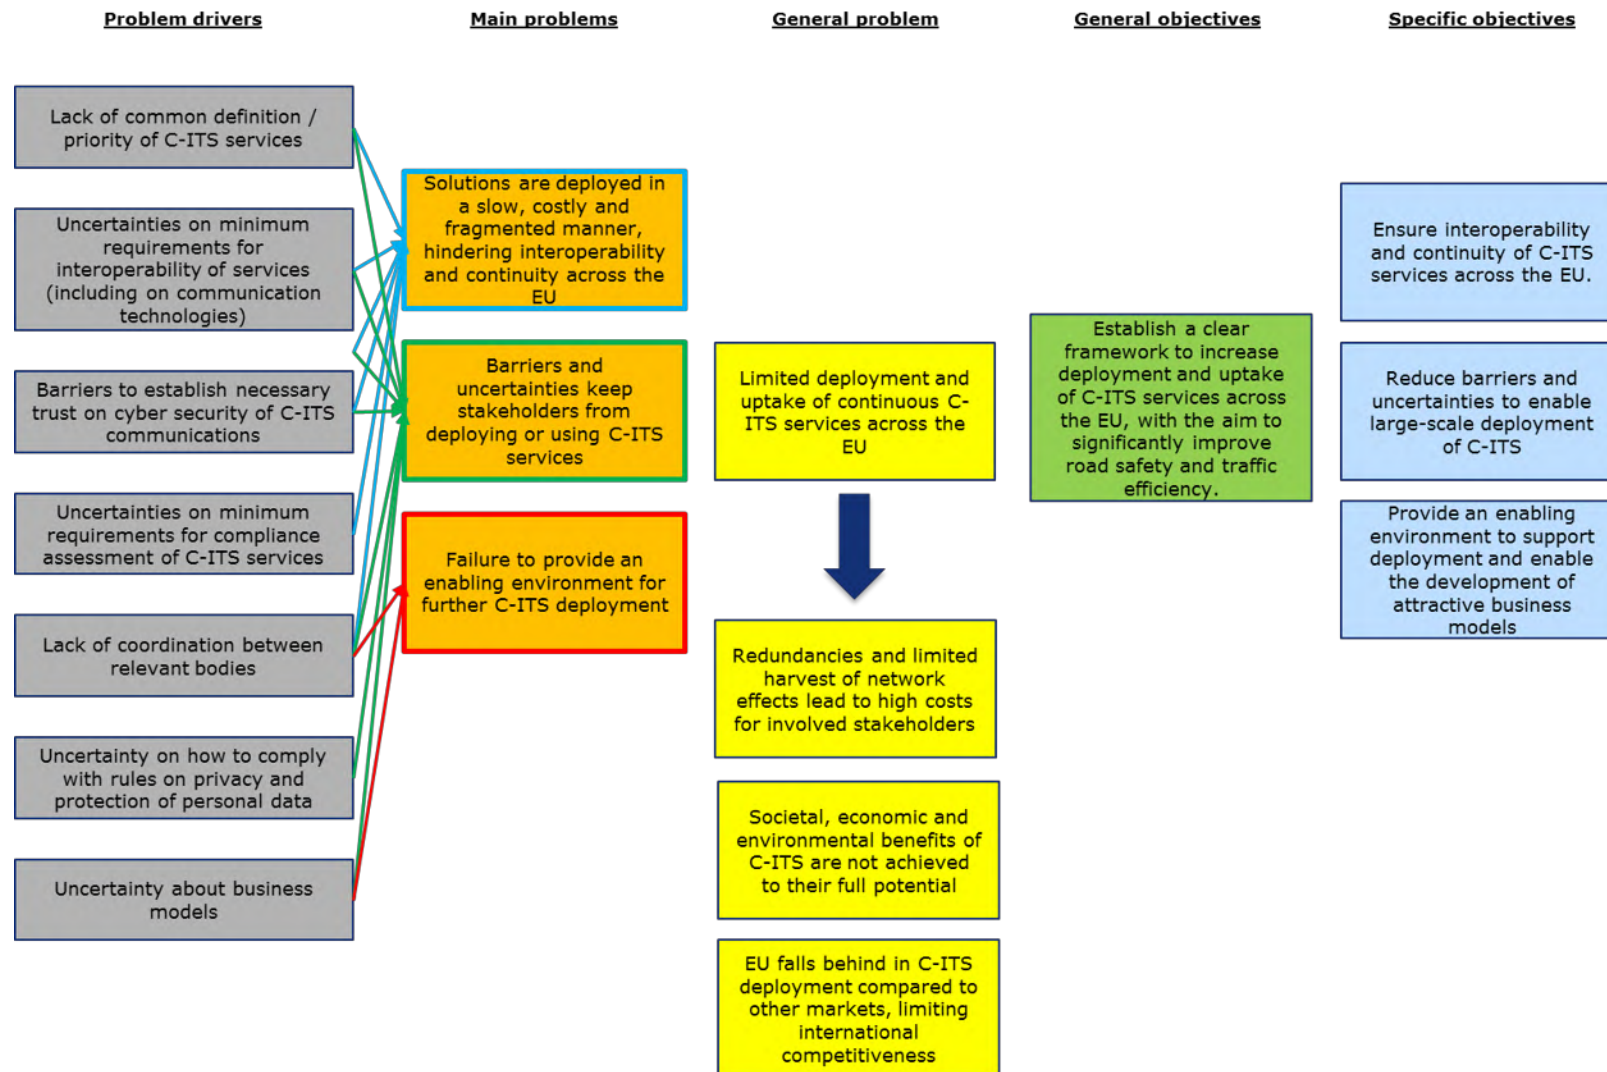 Problem drivers
Main problems
General problem
General objectives
Specific objectives
Lack of common definition /
priority of C-ITS services
Uncertainties on minimum
requirements for
interoperability of services
(including on communication
technologies)
Barriers to establish necessary
trust on cyber security of C-ITS
communications
Uncertainties on minimum
requirements for compliance
assessment of C-ITS services
Lack of coordination between
relevant bodies
Uncertainty on how to comply
with rules on privacy and
protection of personal data
Uncertainty about business
models
Solutions are deployed in
a slow, costly and
fragmented manner,
hindering interoperability
and continuity across the
EU
Barriers and
uncertainties keep
stakeholders from
deploying or using C-ITS
services
Failure to provide an
enabling environment for
further C-ITS deployment
Limited deployment and
uptake of continuous C-
ITS services across the
EU
Redundancies and limited
harvest of network
effects lead to high costs
for involved stakeholders
Societal, economic and
environmental benefits of
C-ITS are not achieved
to their full potential
EU falls behind in C-ITS
deployment compared to
other markets, limiting
international
competitiveness
Establish a clear
framework to increase
deployment and uptake
of C-ITS services across
the EU, with the aim to
significantly improve
road safety and traffic
efficiency.
Ensure interoperability
and continuity of C-ITS
services across the EU.
Reduce barriers and
uncertainties to enable
large-scale deployment
of C-ITS
Provide an enabling
environment to support
deployment and enable
the development of
attractive business
models